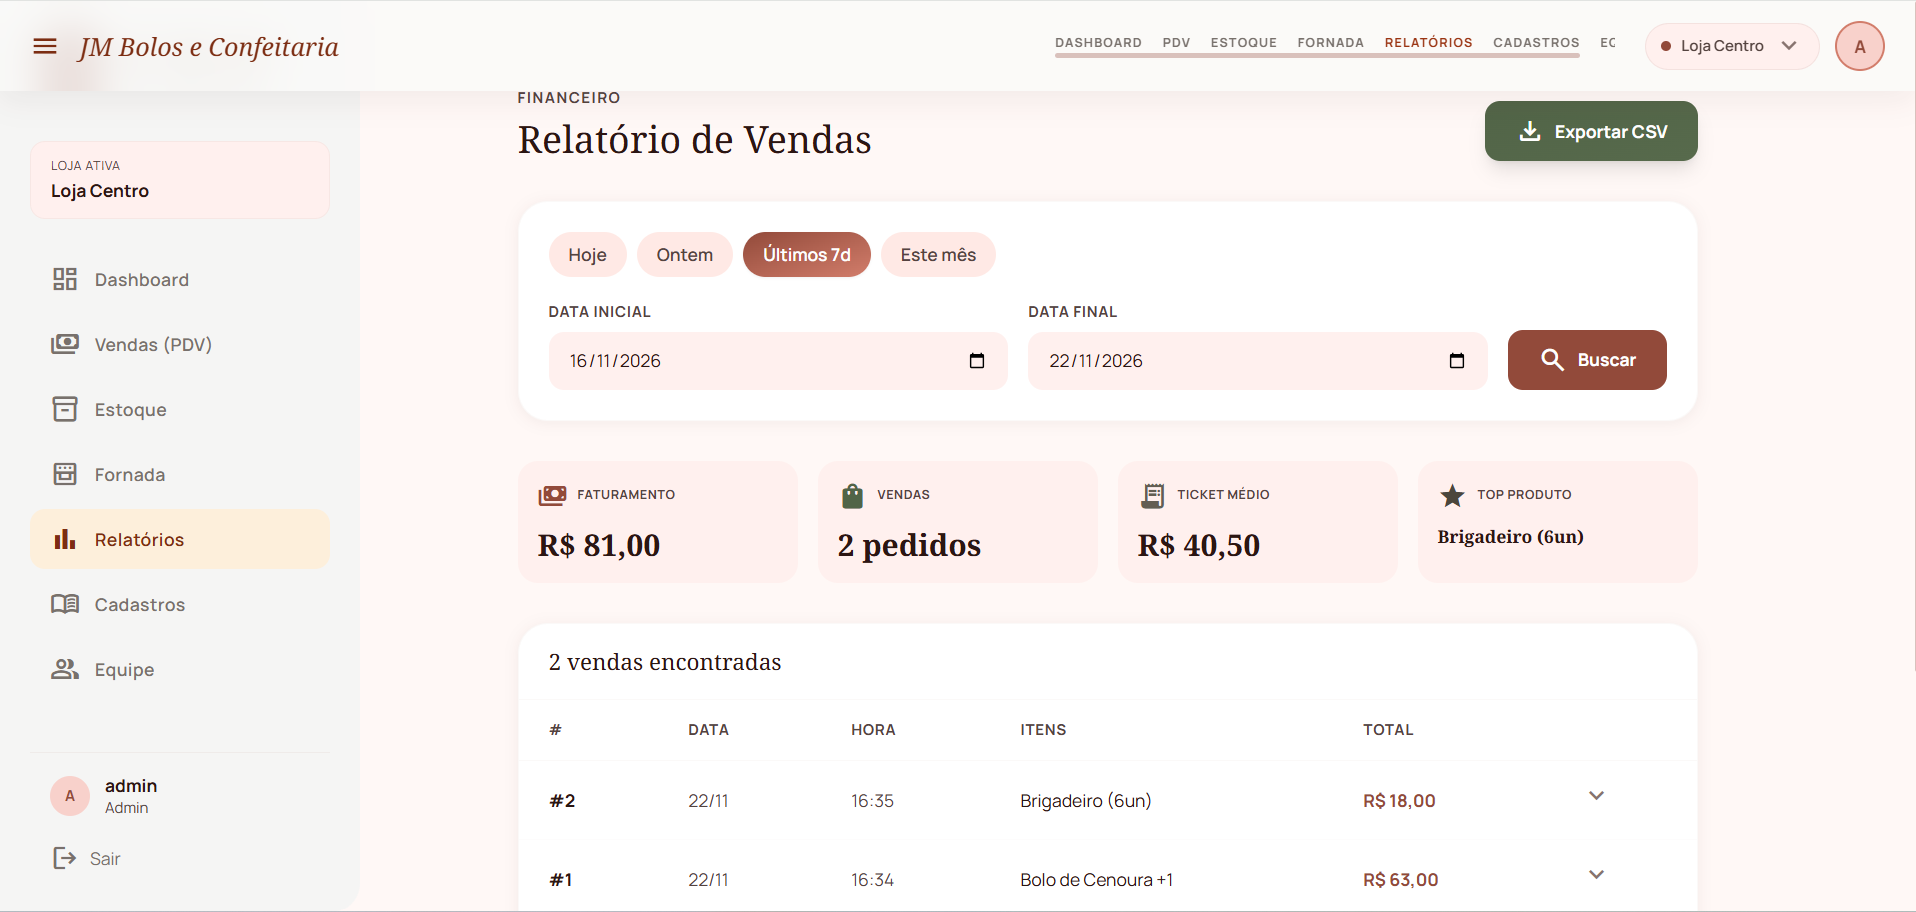 JM Bolos e Confeitaria
DASHBOARD PDV ESTOQUE FORNADA RELATÓRIOS CADASTROS
Loja Centro
A
LOJA ATIVA
Loja Centro
Dashboard
Vendas (PDV)
Estoque
Fornada
Relatórios
Cadastros
Equipe
A
admin
Admin
Sair
FINANCEIRO
Relatório de Vendas
Exportar CSV
Hoje Ontem Últimos 7d Este mês
DATA INICIAL DATA FINAL
16/11/2026 22/11/2026 Buscar
FATURAMENTO
R$ 81,00
VENDAS
2 pedidos
TICKET MÉDIO
R$ 40,50
TOP PRODUTO
Brigadeiro (6un)
2 vendas encontradas
# DATA HORA ITENS TOTAL
#2 22/11 16:35 Brigadeiro (6un) R$ 18,00
#1 22/11 16:34 Bolo de Cenoura +1 R$ 63,00